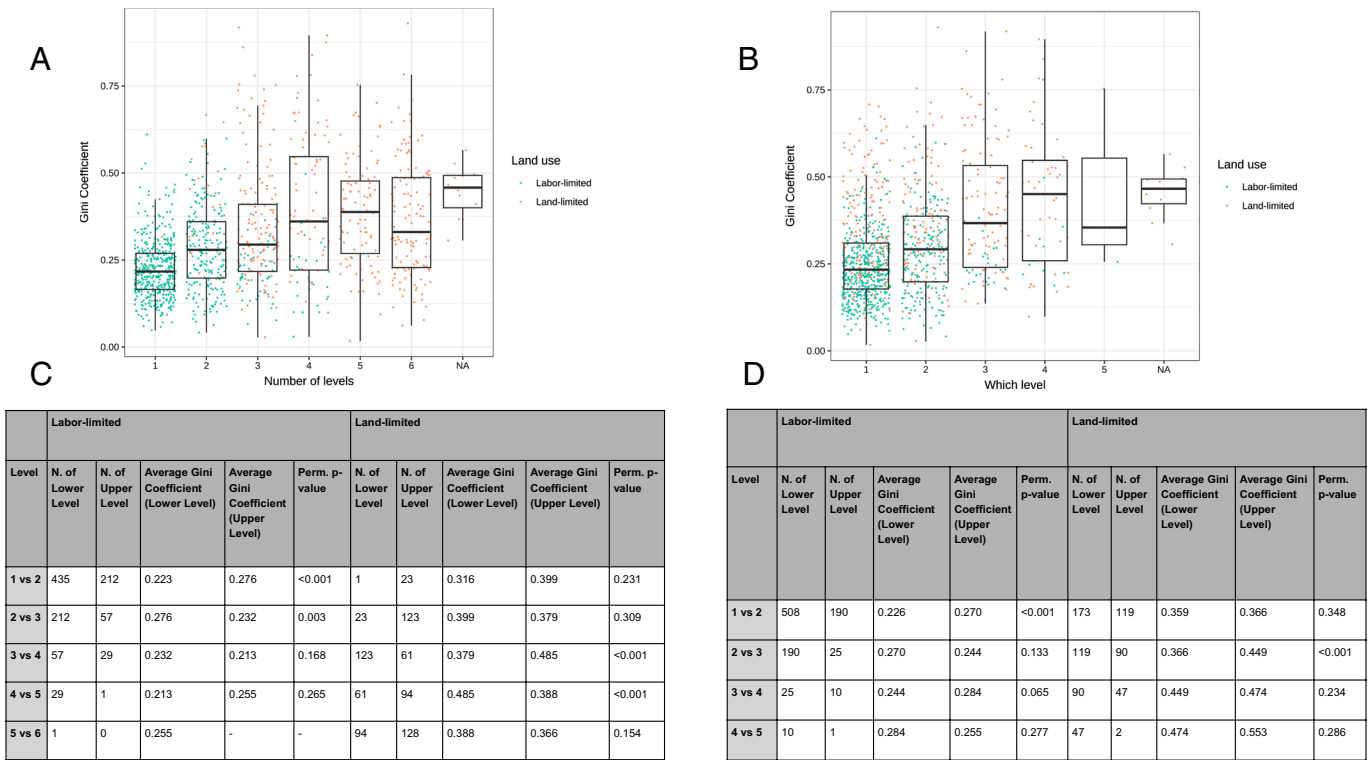 A
Gini Coefficient
0.75
0.50
0.25
0.00
1 2 3 4 5 6 NA
Number of levels
Land use
Labor-limited
Land-limited
B
Gini Coefficient
0.75
0.50
0.25
0.00
1 2 3 4 5 NA
Which level
Land use
Labor-limited
Land-limited
C
Labor-limited Land-limited
Level N. of Lower Level N. of Upper Level Average Gini Coefficient (Lower Level) Average Gini Coefficient (Upper Level) Perm. p-value N. of Lower Level N. of Upper Level Average Gini Coefficient (Lower Level) Average Gini Coefficient (Upper Level) Perm. p-value
1 vs 2 435 212 0.223 0.276 <0.001 1 23 0.316 0.399 0.231
2 vs 3 212 57 0.276 0.232 0.003 23 123 0.399 0.379 0.309
3 vs 4 57 29 0.232 0.213 0.168 123 61 0.379 0.485 <0.001
4 vs 5 29 1 0.213 0.255 0.265 61 94 0.485 0.388 <0.001
5 vs 6 1 0 0.255 - - 94 128 0.388 0.366 0.154
D
Labor-limited Land-limited
Level N. of Lower Level N. of Upper Level Average Gini Coefficient (Lower Level) Average Gini Coefficient (Upper Level) Perm. p-value N. of Lower Level N. of Upper Level Average Gini Coefficient (Lower Level) Average Gini Coefficient (Upper Level) Perm. p-value
1 vs 2 508 190 0.226 0.270 <0.001 173 119 0.359 0.366 0.348
2 vs 3 190 25 0.270 0.244 0.133 119 90 0.366 0.449 <0.001
3 vs 4 25 10 0.244 0.284 0.065 90 47 0.449 0.474 0.234
4 vs 5 10 1 0.284 0.255 0.277 47 2 0.474 0.553 0.286